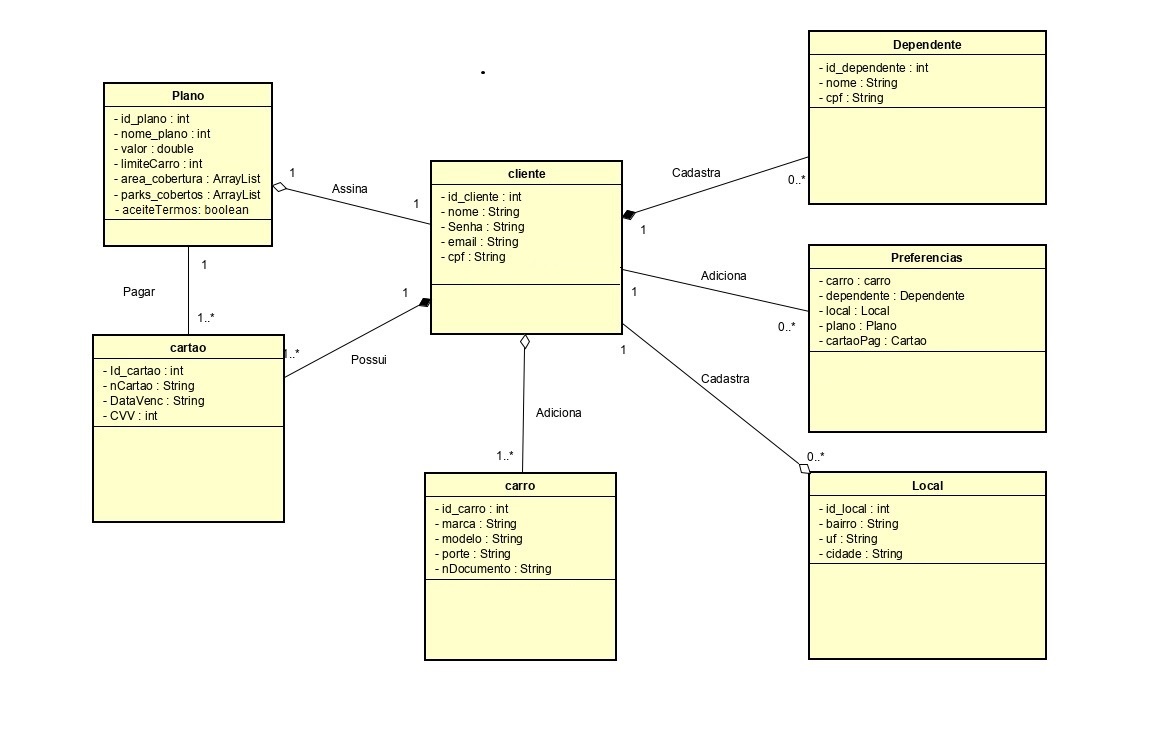 Dependente
- id_dependente : int
- nome : String
- cpf : String
Plano
- id_plano : int
- nome_plano : int
- valor : double
- limiteCarro : int
- area_cobertura : ArrayList
- parks_cobertos : ArrayList
- aceiteTermos: boolean
1
Assina
1
cliente
- id_cliente : int
- nome : String
- Senha : String
- email : String
- cpf : String
Cadastra
0..*
1
Preferencias
- carro : carro
- dependente : Dependente
- local : Local
- plano : Plano
- cartaoPag : Cartao
Adiciona
1
0..*
1
Pagar
1..*
cartao
- Id_cartao : int
- nCartao : String
- DataVenc : String
- CVV : int
1
1..*
Possui
1
Cadastra
0..*
Adiciona
1..*
carro
- id_carro : int
- marca : String
- modelo : String
- porte : String
- nDocumento : String
Local
- id_local : int
- bairro : String
- uf : String
- cidade : String